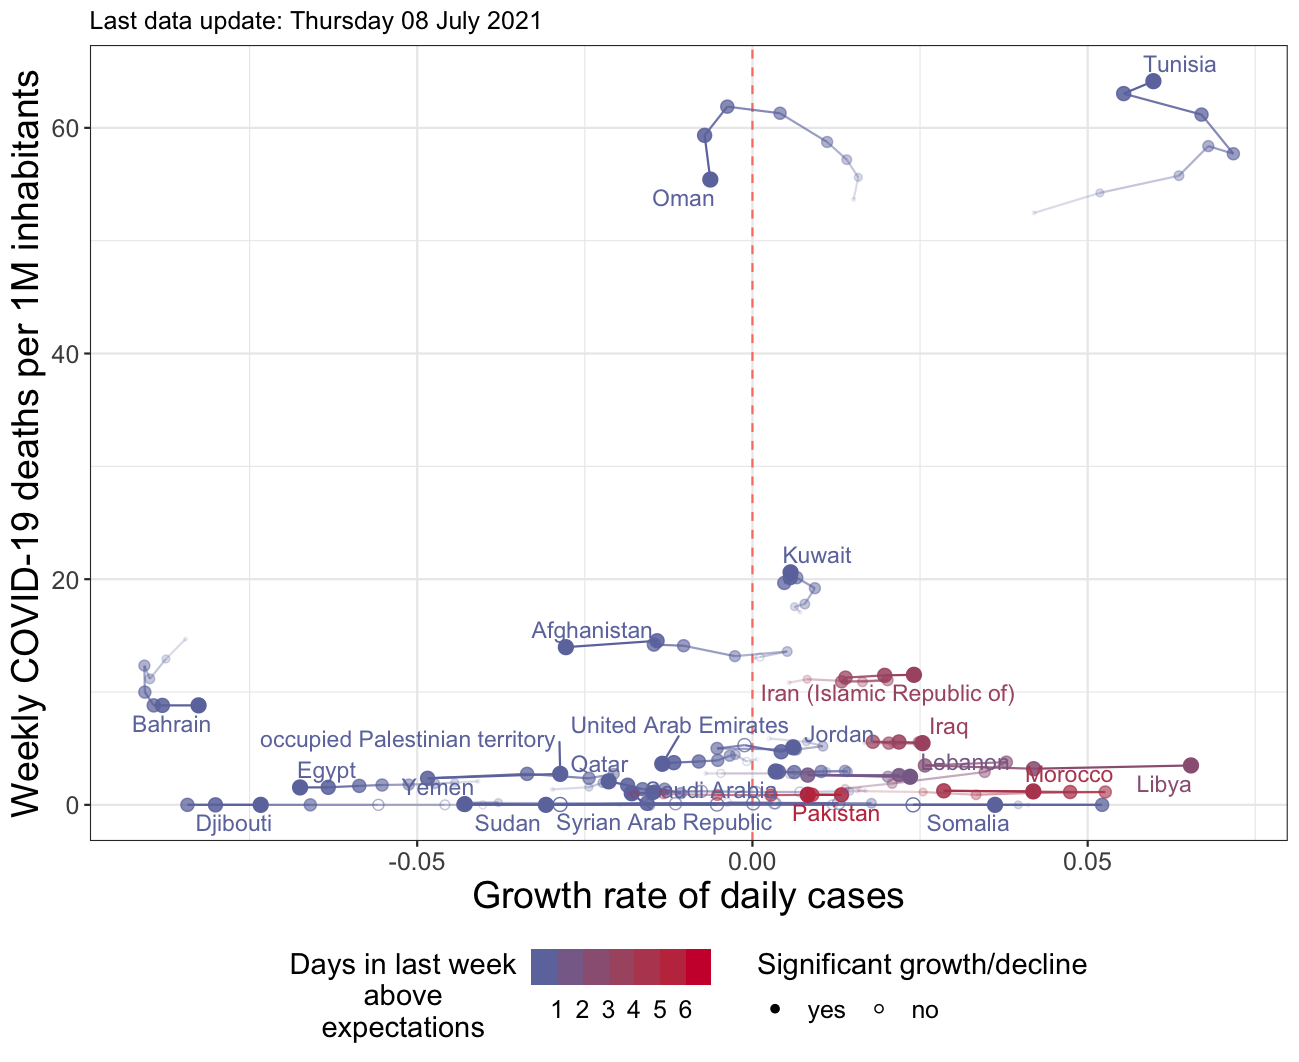 Last data update: Thursday 08 July 2021
Weekly COVID-19 deaths per 1M inhabitants
60
40
20
0
Tunisia
Oman
Kuwait
Afghanistan
Iran (Islamic Republic of)
Bahrain
United Arab Emirates
Jordan
Iraq
occupied Palestinian territory
Qatar
Lebanon
Egypt
Morocco
Yemen
Saudi Arabia
Libya
Pakistan
Djibouti
Sudan
Syrian Arab Republic
Somalia
-0.05
0.00
0.05
Growth rate of daily cases
Days in last week
above
expectations
1 2 3 4 5 6
Significant growth/decline
yes
no